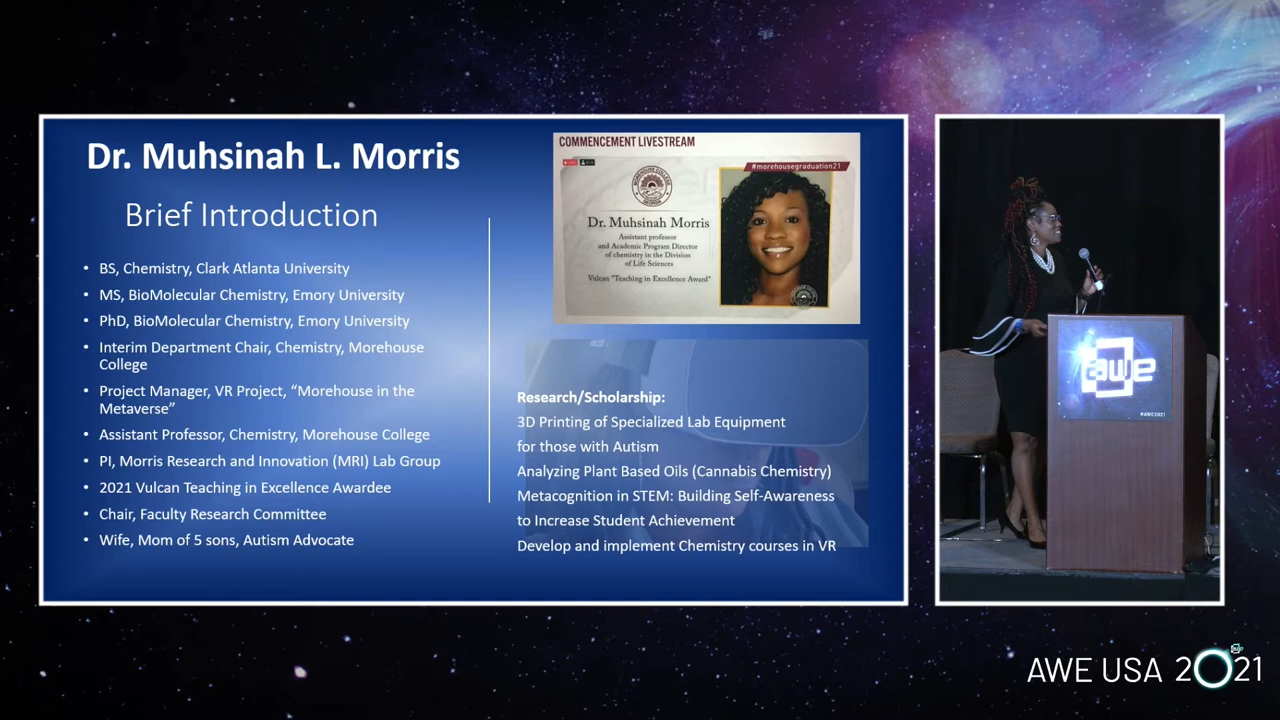 Dr. Muhsinah L. Morris
Brief Introduction
• BS, Chemistry, Clark Atlanta University
• MS, BioMolecular Chemistry, Emory University
• PhD, BioMolecular Chemistry, Emory University
• Interim Department Chair, Chemistry, Morehouse
College
• Project Manager, VR Project, “Morehouse in the
Metaverse”
• Assistant Professor, Chemistry, Morehouse College
• PI, Morris Research and Innovation (MRI) Lab Group
• 2021 Vulcan Teaching in Excellence Awardee
• Chair, Faculty Research Committee
• Wife, Mom of 5 sons, Autism Advocate
COMMENCEMENT LIVESTREAM
#morehousegraduation21
Dr. Muhsinah Morris
Assistant professor
and Academic Program Director
of chemistry in the Division
of Life Sciences
Vulcan "Teaching in Excellence Award"
Research/Scholarship:
3D Printing of Specialized Lab Equipment
for those with Autism
Analyzing Plant Based Oils (Cannabis Chemistry)
Metacognition in STEM: Building Self-Awareness
to Increase Student Achievement
Develop and implement Chemistry courses in VR
awe
#AWE2021
AWE USA 2021